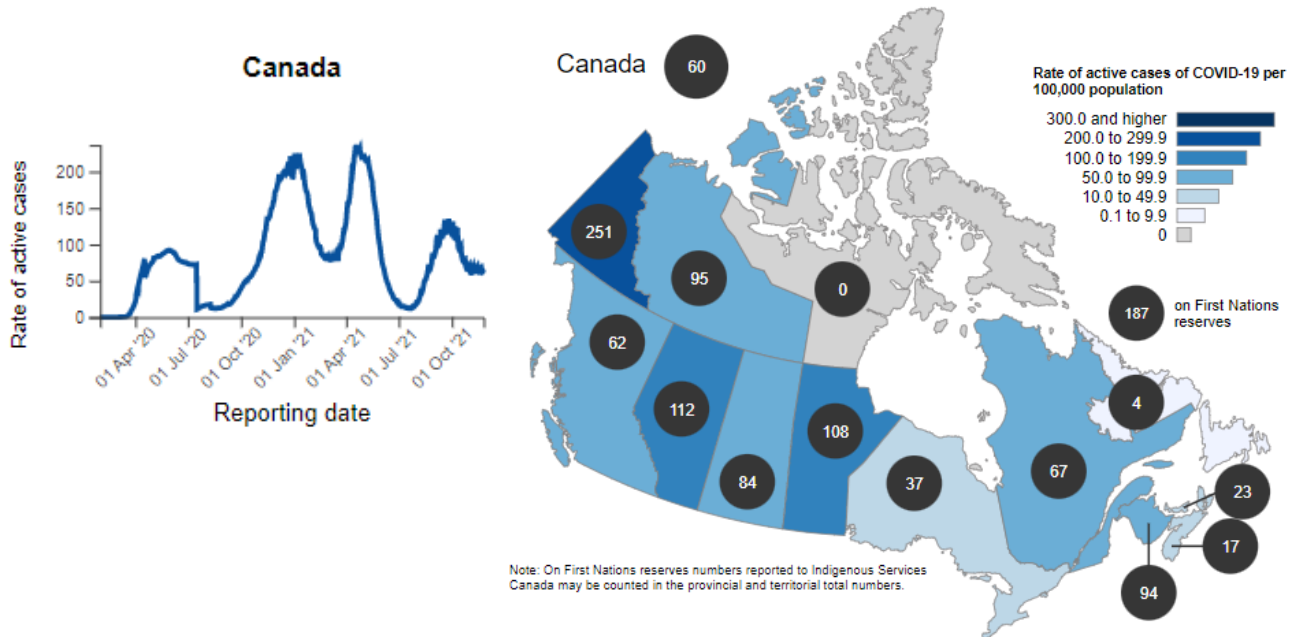 Canada
Rate of active cases
200
150
100
50
0
01 Apr '20
01 Jul '20
01 Oct '20
01 Jan '21
01 Apr '21
01 Jul '21
01 Oct '21
Reporting date
Canada
60
Rate of active cases of COVID-19 per
100,000 population
300.0 and higher
200.0 to 299.9
100.0 to 199.9
50.0 to 99.9
10.0 to 49.9
0.1 to 9.9
0
251
95
0
187
on First Nations
reserves
62
112
84
108
37
67
4
23
17
94
Note: On First Nations reserves numbers reported to Indigenous Services
Canada may be counted in the provincial and territorial total numbers.